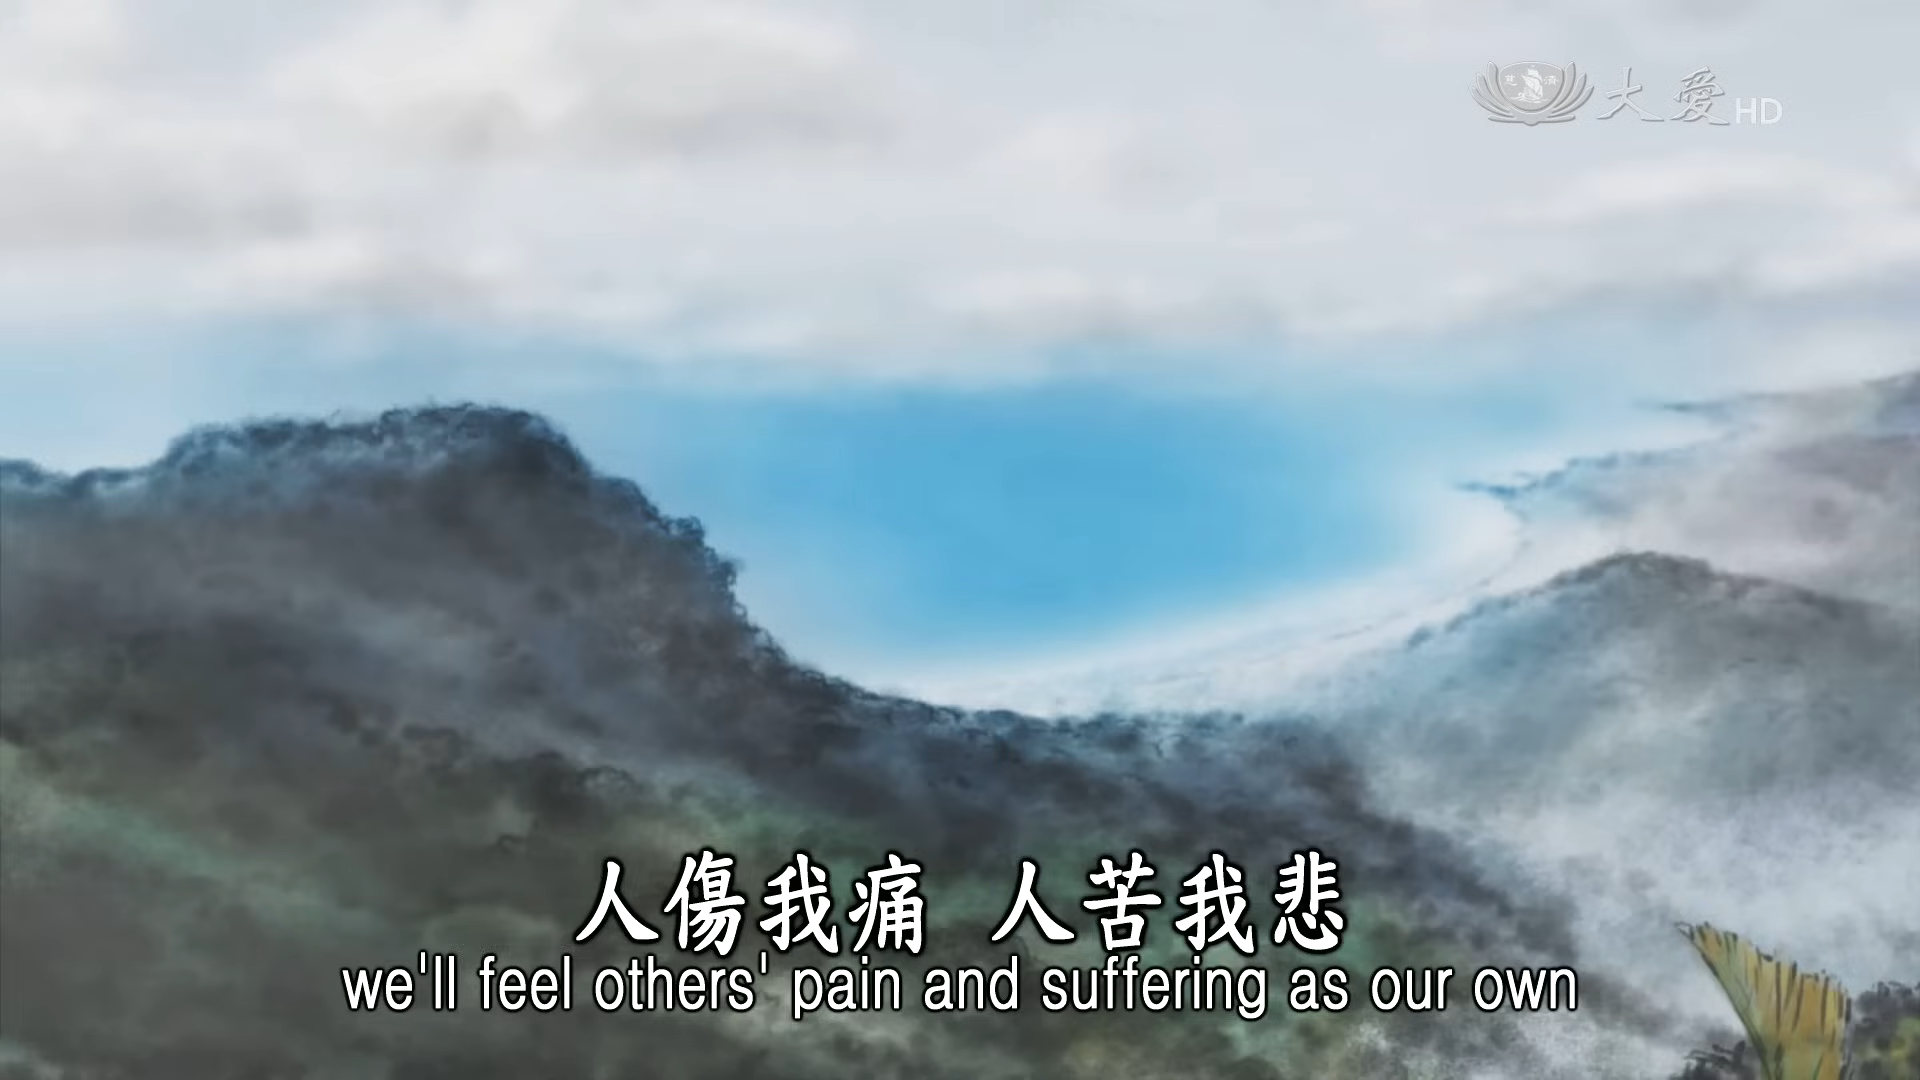 大愛HD
人傷我痛 人苦我悲
we'll feel others' pain and suffering as our own